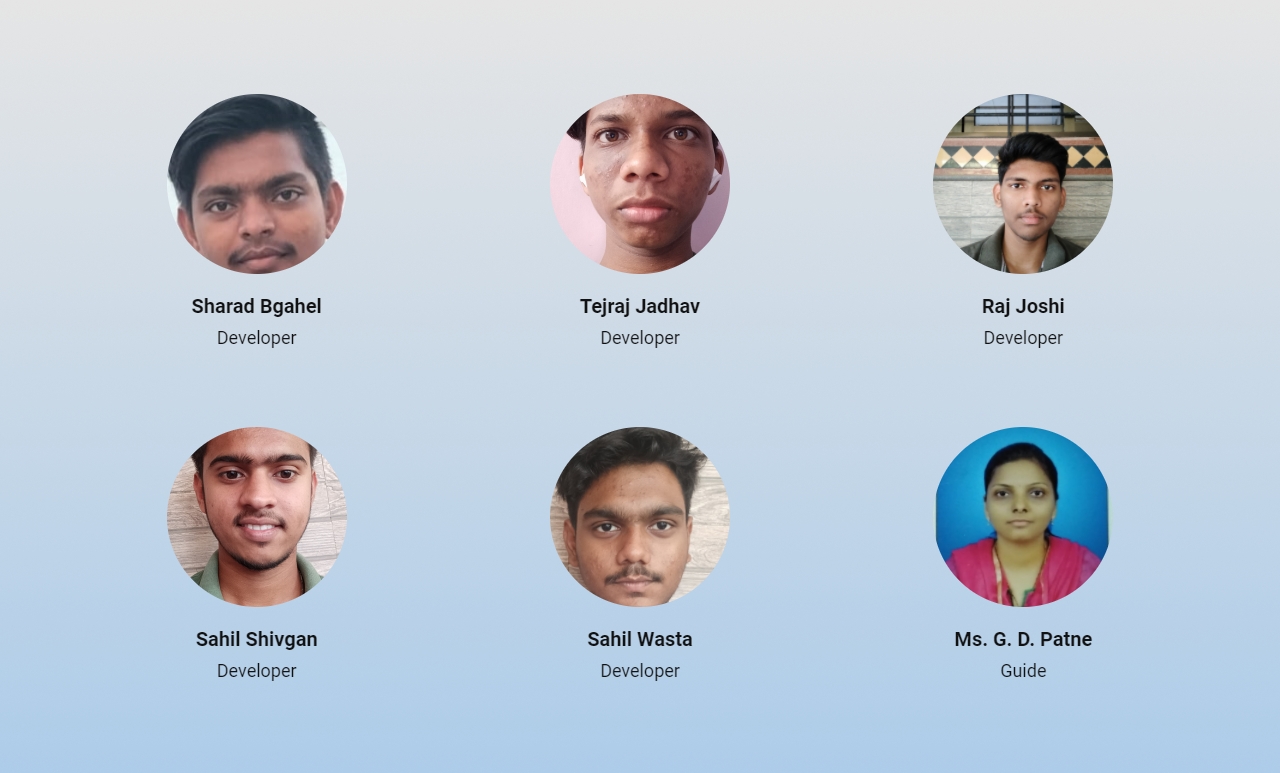 Sharad Bgahel
Developer
Tejraj Jadhav
Developer
Raj Joshi
Developer
Sahil Shivgan
Developer
Sahil Wasta
Developer
Ms. G. D. Patne
Guide